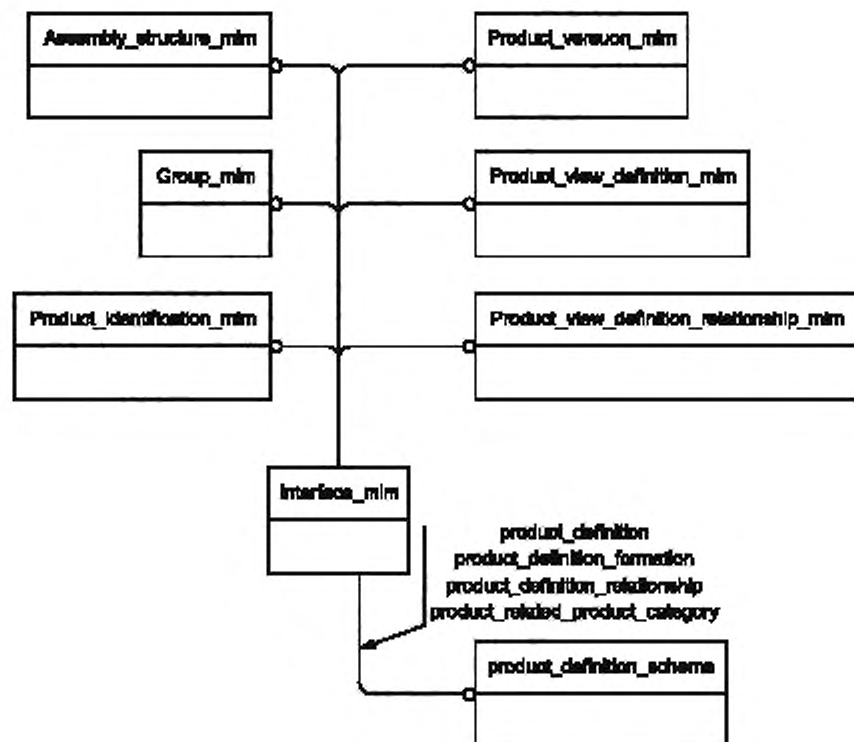 Assembly_structure_mim
Product_version_mim
Group_mim
Product_view_definition_mim
Product_identification_mim
Product_view_definition_relationship_mim
Interface_mim
product_definition
product_definition_formation
product_definition_relationship
product_related_product_category
product_definition_schema